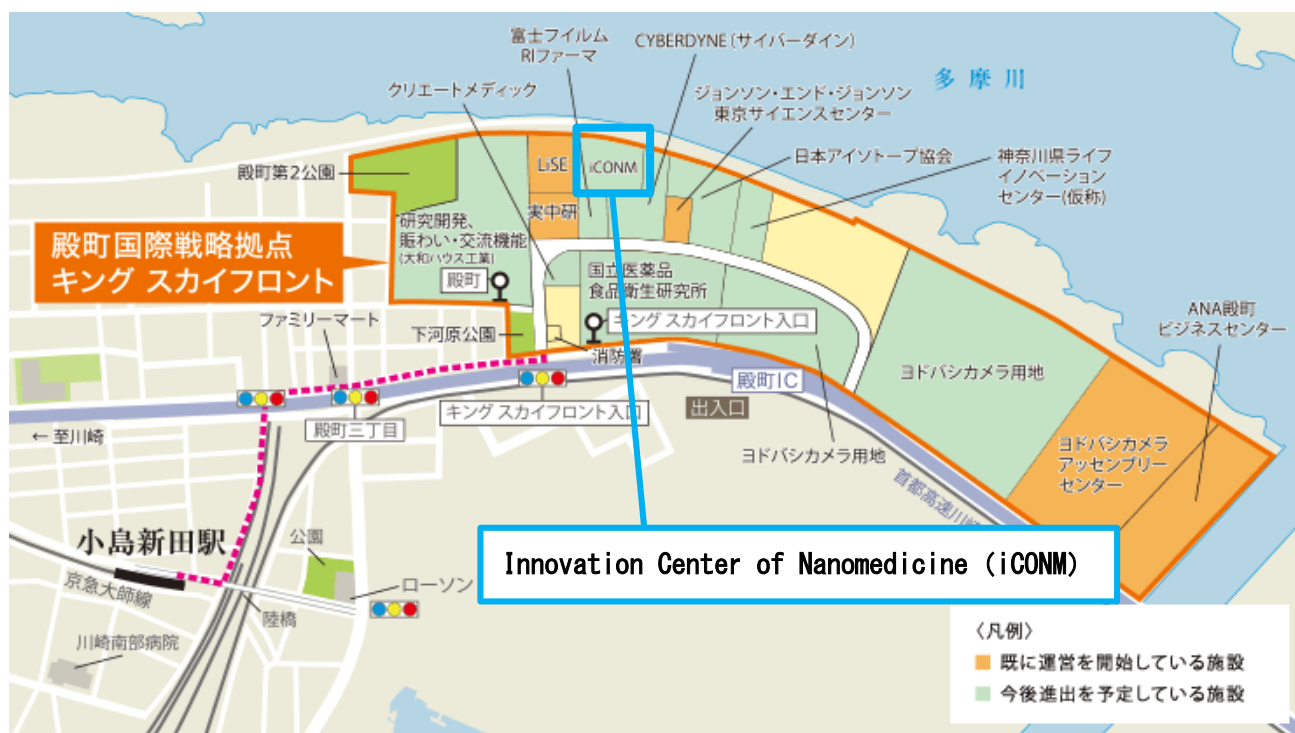 富士フイルム
RIファーマ
CYBERDYNE(サイバーダイン)
多摩川
クリエートメディック
ジョンソン・エンド・ジョンソン
東京サイエンスセンター
日本アイソトープ協会
神奈川県ライフ
イノベーション
センター(仮称)
殿町第2公園
LiSE
iCONM
実中研
研究開発、
賑わい・交流機能
(大和ハウス工業)
殿町国際戦略拠点
キング スカイフロント
殿町
国立医薬品
食品衛生研究所
ANA殿町
ビジネスセンター
ファミリーマート
下河原公園
キング スカイフロント入口
消防署
殿町IC
ヨドバシカメラ用地
出入口
キング スカイフロント入口
殿町三丁目
← 至川崎
ヨドバシカメラ用地
ヨドバシカメラ
アッセンブリー
センター
首都高速川崎
小島新田駅
公園
Innovation Center of Nanomedicine (iCONM)
京急大師線
ローソン
陸橋
川崎南部病院
〈凡例〉
既に運営を開始している施設
今後進出を予定している施設